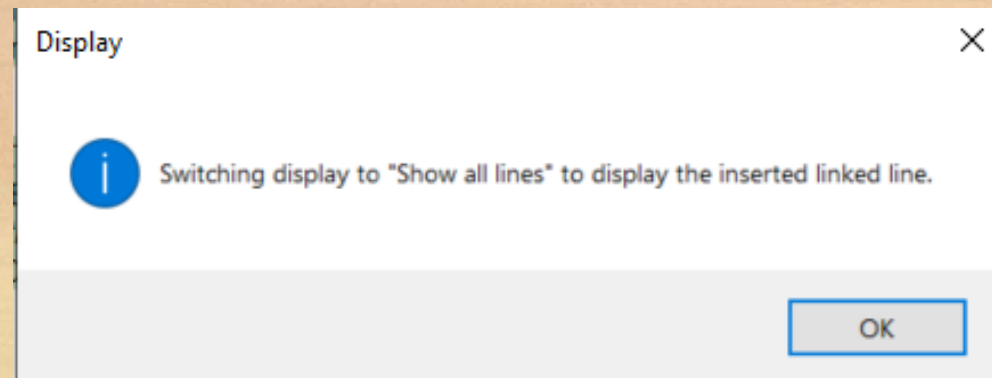 Display
Switching display to "Show all lines" to display the inserted linked line.
OK